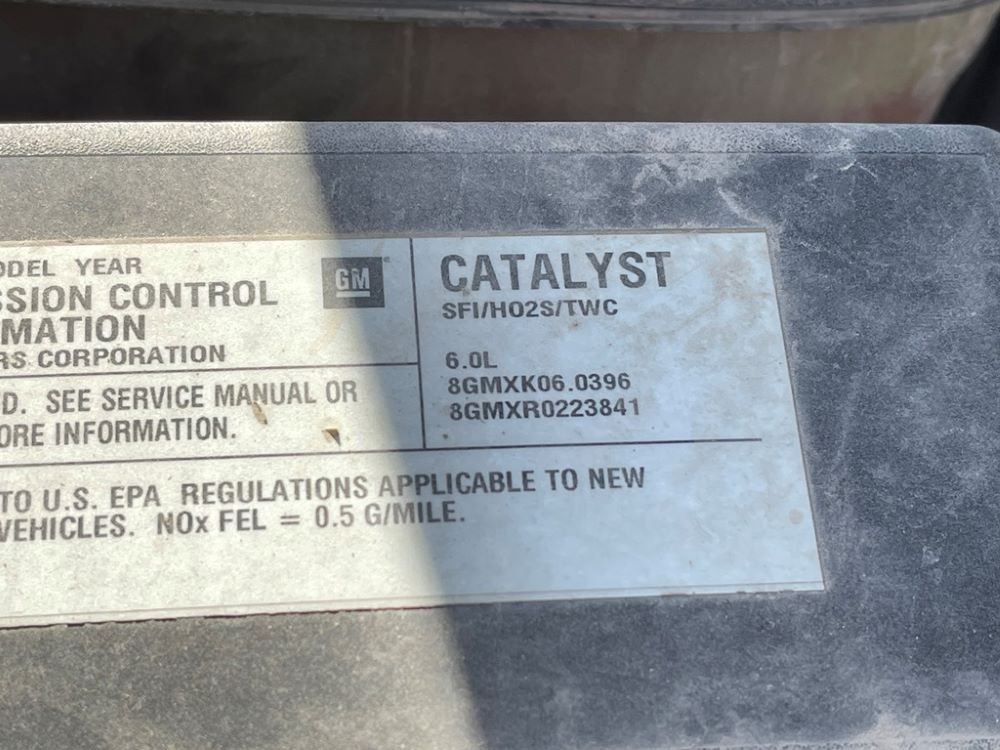 ODEL YEAR
SSION CONTROL
MATION
RS CORPORATION
GM
D. SEE SERVICE MANUAL OR
ORE INFORMATION.
CATALYST
SFI/HO2S/TWC
6.0L
8GMXK06.0396
8GMXR0223841
TO U.S. EPA REGULATIONS APPLICABLE TO NEW
VEHICLES. NOx FEL = 0.5 G/MILE.